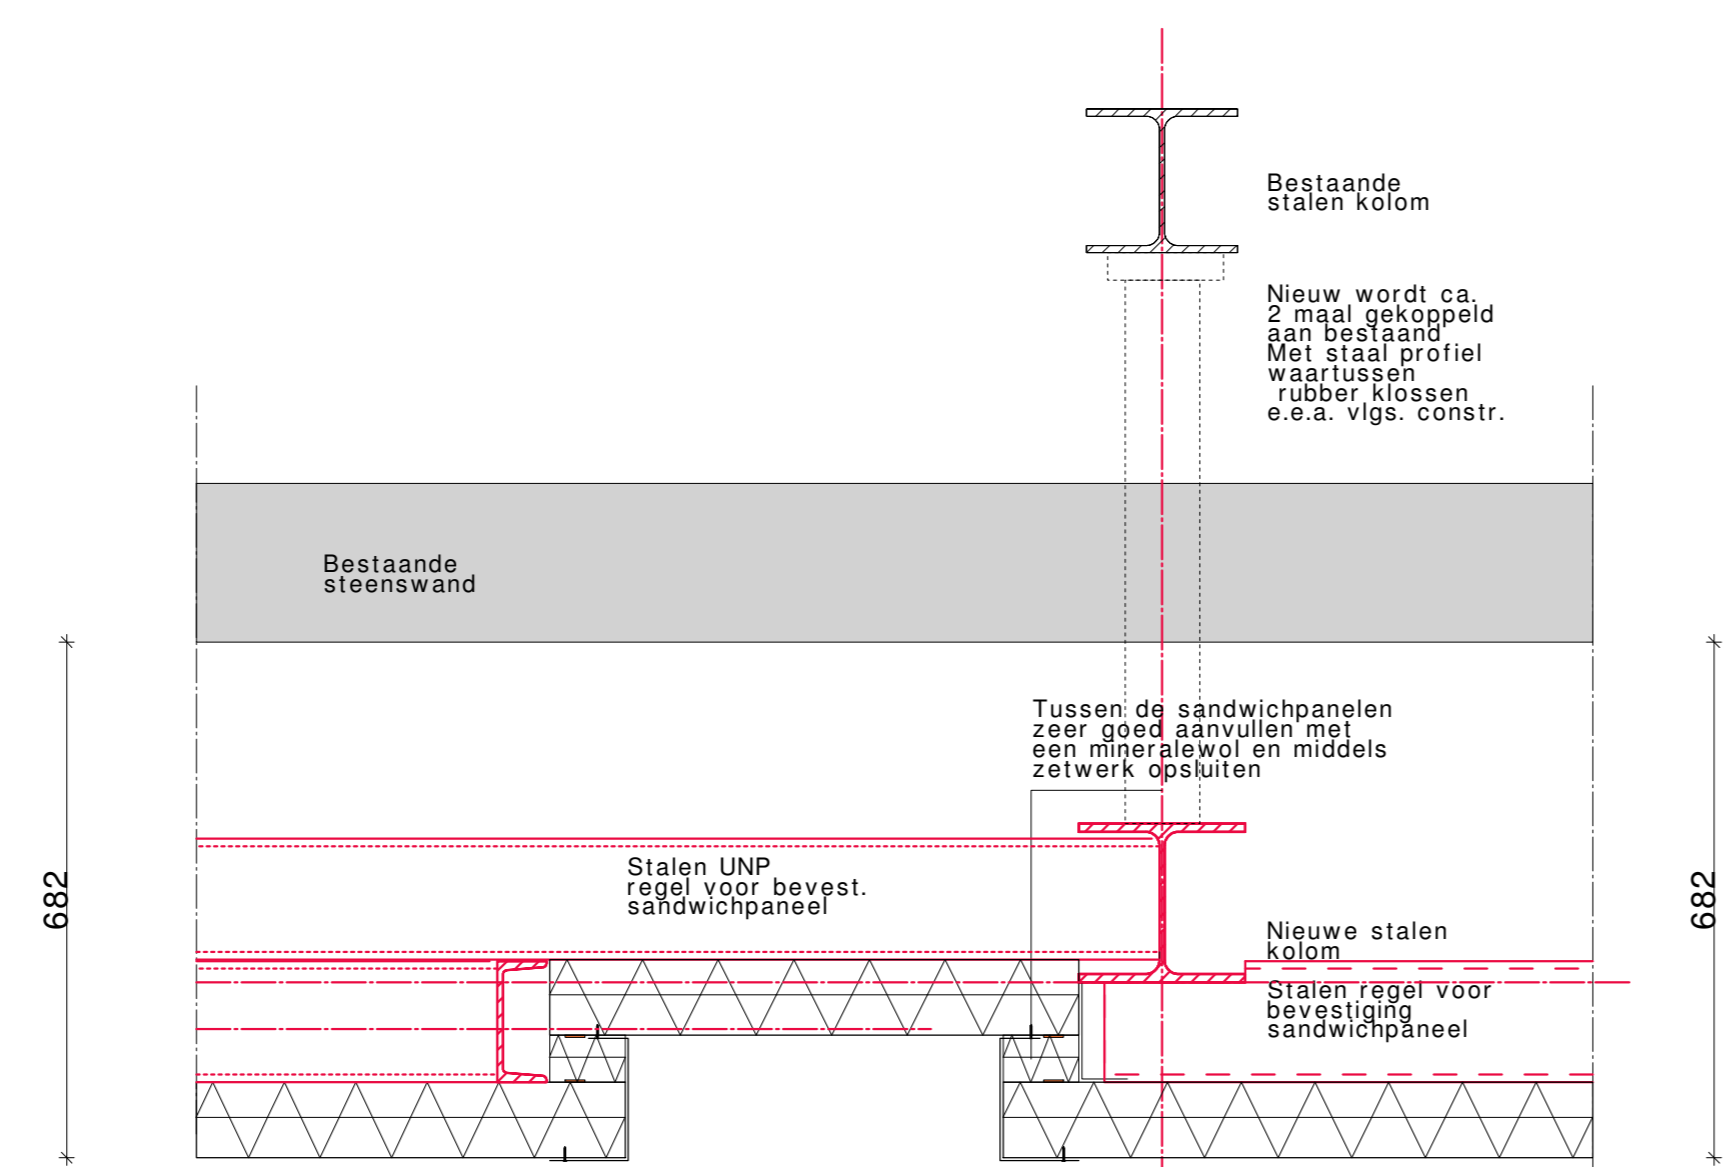 Bestaande
stalen kolom
Nieuw wordt ca.
2 maal gekoppeld
aan bestaand
Met staal profiel
waartussen
rubber klossen
e.e.a. vlgs. constr.
Bestaande
steenswand
Tussen de sandwichpanelen
zeer goed aanvullen met
een mineralewol en middels
zetwerk opsluiten
Stalen UNP
regel voor bevest.
sandwichpaneel
682
682
Nieuwe stalen
kolom
Stalen regel voor
bevestiging
sandwichpaneel